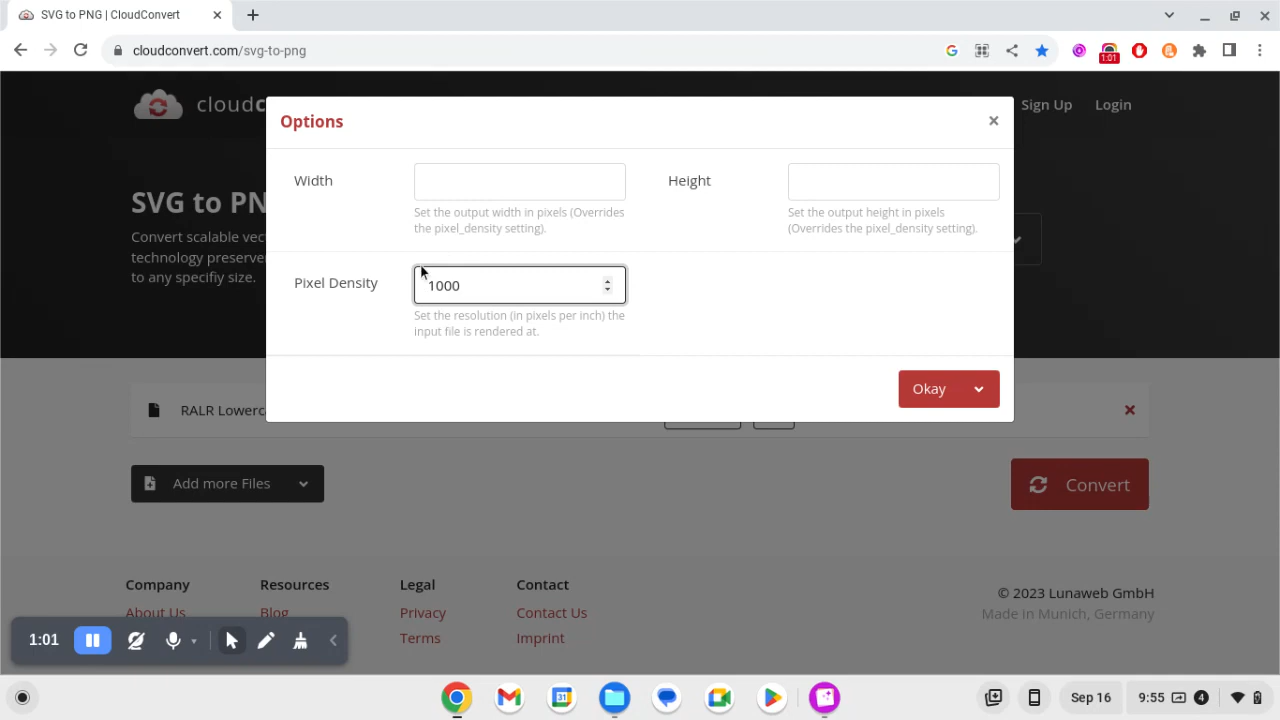 SVG to PNG | CloudConvert
cloudconvert.com/svg-to-png
1:01
cloudc
Sign Up
Login
Options
Width
Height
Set the output width in pixels (Overrides
the pixel_density setting).
Set the output height in pixels
(Overrides the pixel_density setting).
SVG to PN
Convert scalable vec
technology preserve
to any specifiy size.
Pixel Density
1000
Set the resolution (in pixels per inch) the
input file is rendered at.
Okay
RALR Lowerc
Add more Files
Convert
Company
Resources
Legal
Contact
About Us
Blog
Privacy
Contact Us
Terms
Imprint
© 2023 Lunaweb GmbH
Made in Munich, Germany
1:01
31
Sep 16
9:55
4